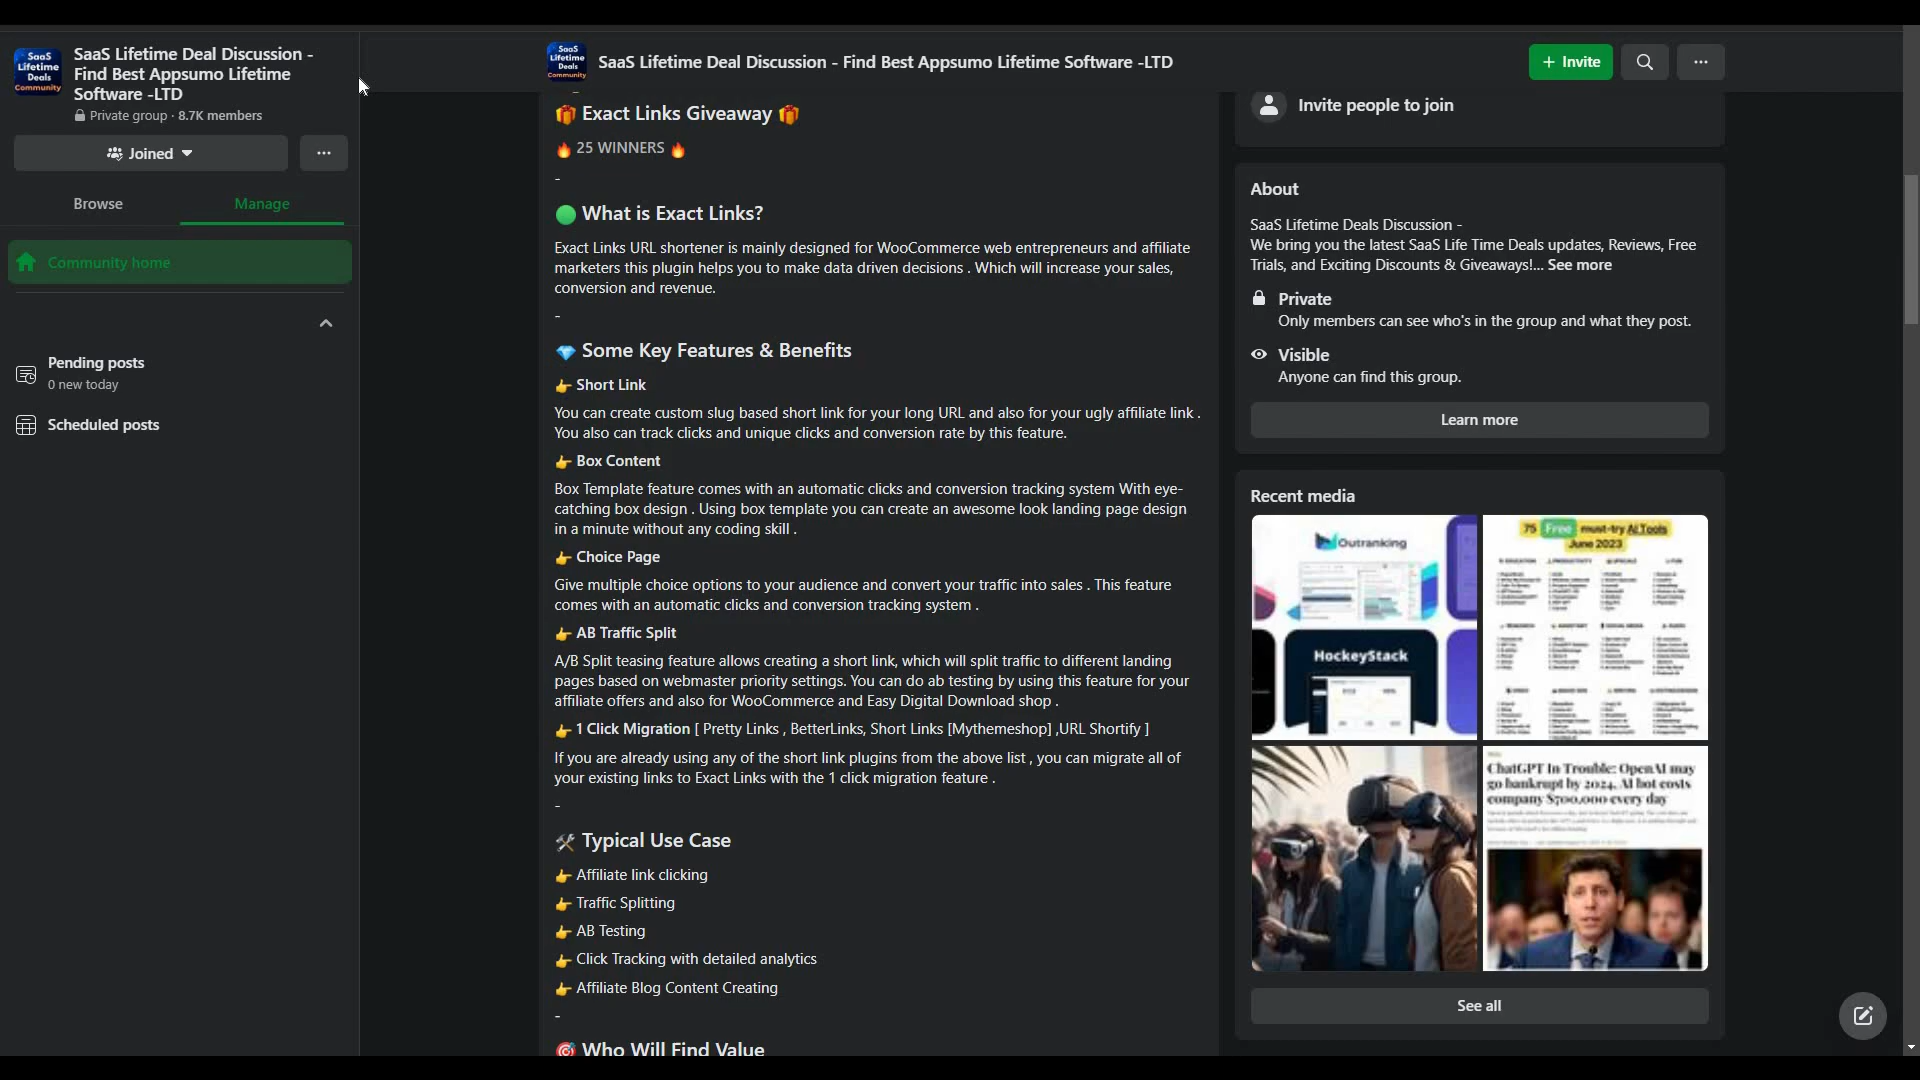 SaaS
Lifetime
Deals
Community
SaaS Lifetime Deal Discussion -
Find Best Appsumo Lifetime
Software -LTD
Private group · 8.7K members
Joined
Browse
Manage
Community home
Pending posts
0 new today
Scheduled posts
SaaS
Lifetime
Deals
Community
SaaS Lifetime Deal Discussion - Find Best Appsumo Lifetime Software -LTD
+ Invite
🎁 Exact Links Giveaway 🎁
🔥 25 WINNERS 🔥
-
🟢 What is Exact Links?
Exact Links URL shortener is mainly designed for WooCommerce web entrepreneurs and affiliate
marketers this plugin helps you to make data driven decisions . Which will increase your sales,
conversion and revenue.
-
💎 Some Key Features & Benefits
👉 Short Link
You can create custom slug based short link for your long URL and also for your ugly affiliate link .
You also can track clicks and unique clicks and conversion rate by this feature.
👉 Box Content
Box Template feature comes with an automatic clicks and conversion tracking system With eye-
catching box design . Using box template you can create an awesome look landing page design
in a minute without any coding skill .
👉 Choice Page
Give multiple choice options to your audience and convert your traffic into sales . This feature
comes with an automatic clicks and conversion tracking system .
👉 AB Traffic Split
A/B Split teasing feature allows creating a short link, which will split traffic to different landing
pages based on webmaster priority settings. You can do ab testing by using this feature for your
affiliate offers and also for WooCommerce and Easy Digital Download shop .
👉 1 Click Migration [ Pretty Links , BetterLinks, Short Links [Mythemeshop] ,URL Shortify ]
If you are already using any of the short link plugins from the above list , you can migrate all of
your existing links to Exact Links with the 1 click migration feature .
-
🛠 Typical Use Case
👉 Affiliate link clicking
👉 Traffic Splitting
👉 AB Testing
👉 Click Tracking with detailed analytics
👉 Affiliate Blog Content Creating
-
🎯 Who Will Find Value
Invite people to join
About
SaaS Lifetime Deals Discussion -
We bring you the latest SaaS Life Time Deals updates, Reviews, Free
Trials, and Exciting Discounts & Giveaways!... See more
Private
Only members can see who's in the group and what they post.
Visible
Anyone can find this group.
Learn more
Recent media
Outranking
HockeyStack
75 Free must-try AI Tools
June 2023
ChatGPT In Trouble: OpenAI may
go bankrupt by 2024, AI bot costs
company $700,000 every day
See all